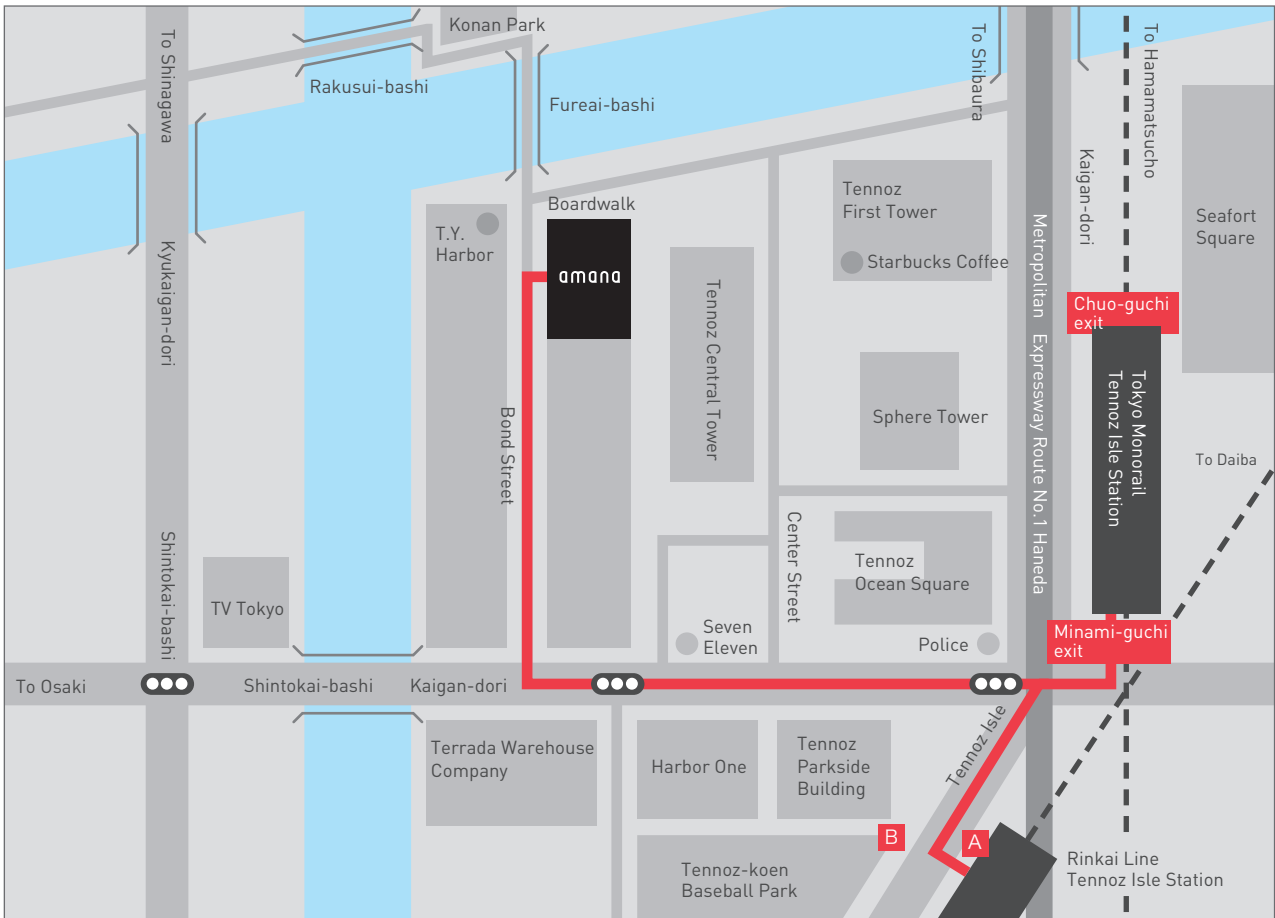 Konan Park
To Shinagawa
Rakusui-bashi
Fureai-bashi
To Shibaura
To Hamamatsucho
Kaigan-dori
Kyukaigan-dori
T.Y.
Harbor
Boardwalk
amana
Tennoz
First Tower
Starbucks Coffee
Seafort
Square
Metropolitan Expressway Route No.1 Haneda
Chuo-guchi
exit
Tokyo Monorail
Tennoz Isle Station
Tennoz Central Tower
Sphere Tower
Bond Street
To Daiba
Center Street
Tennoz
Ocean Square
Shintokai-bashi
TV Tokyo
Seven
Eleven
Police
Minami-guchi
exit
To Osaki
Shintokai-bashi
Kaigan-dori
Terrada Warehouse
Company
Harbor One
Tennoz
Parkside
Building
Tennoz Isle
B
A
Tennoz-koen
Baseball Park
Rinkai Line
Tennoz Isle Station